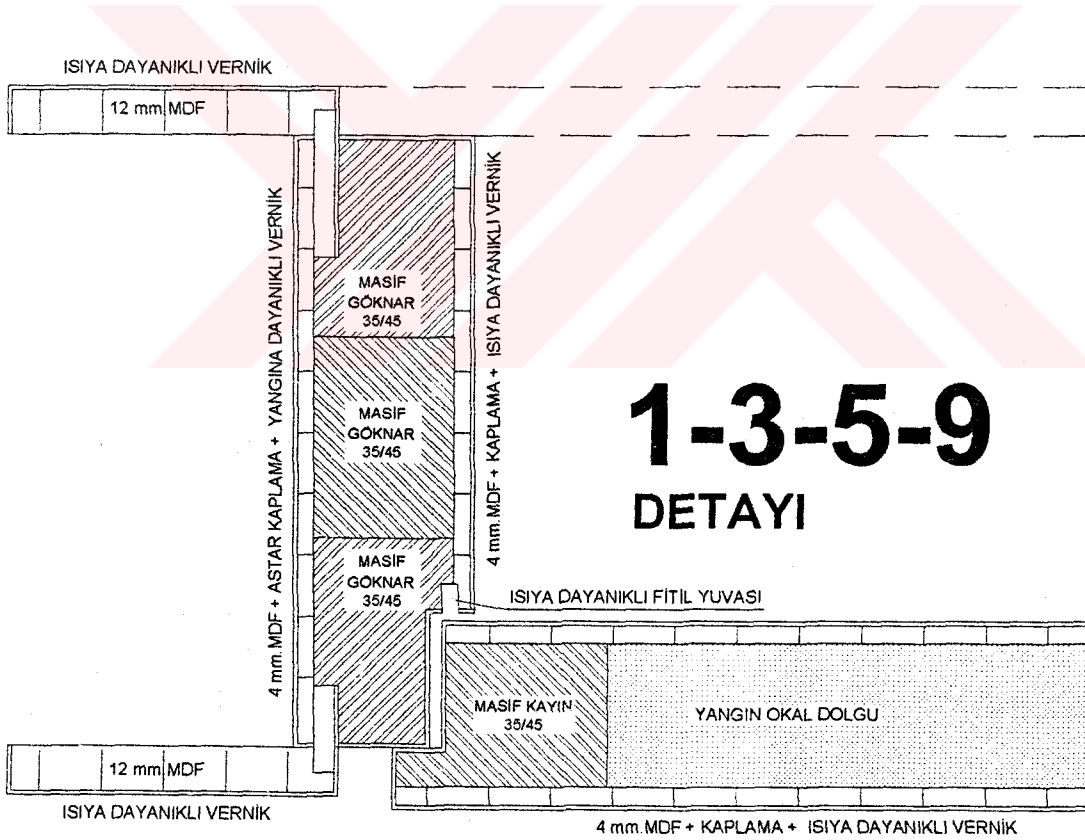 ISIYA DAYANIKLI VERNİK
12 mm.MDF
4 mm.MDF + ASTAR KAPLAMA + YANGINA DAYANIKLI VERNİK
MASİF
GÖKNAR
35/45
MASİF
GÖKNAR
35/45
MASİF
GÖKNAR
35/45
4 mm.MDF + KAPLAMA + ISIYA DAYANIKLI VERNİK
1-3-5-9
DETAYI
ISIYA DAYANIKLI FİTİL YUVASI
MASİF KAYIN
35/45
YANGIN OKAL DOLGU
12 mm.MDF
ISIYA DAYANIKLI VERNİK
4 mm.MDF + KAPLAMA + ISIYA DAYANIKLI VERNİK